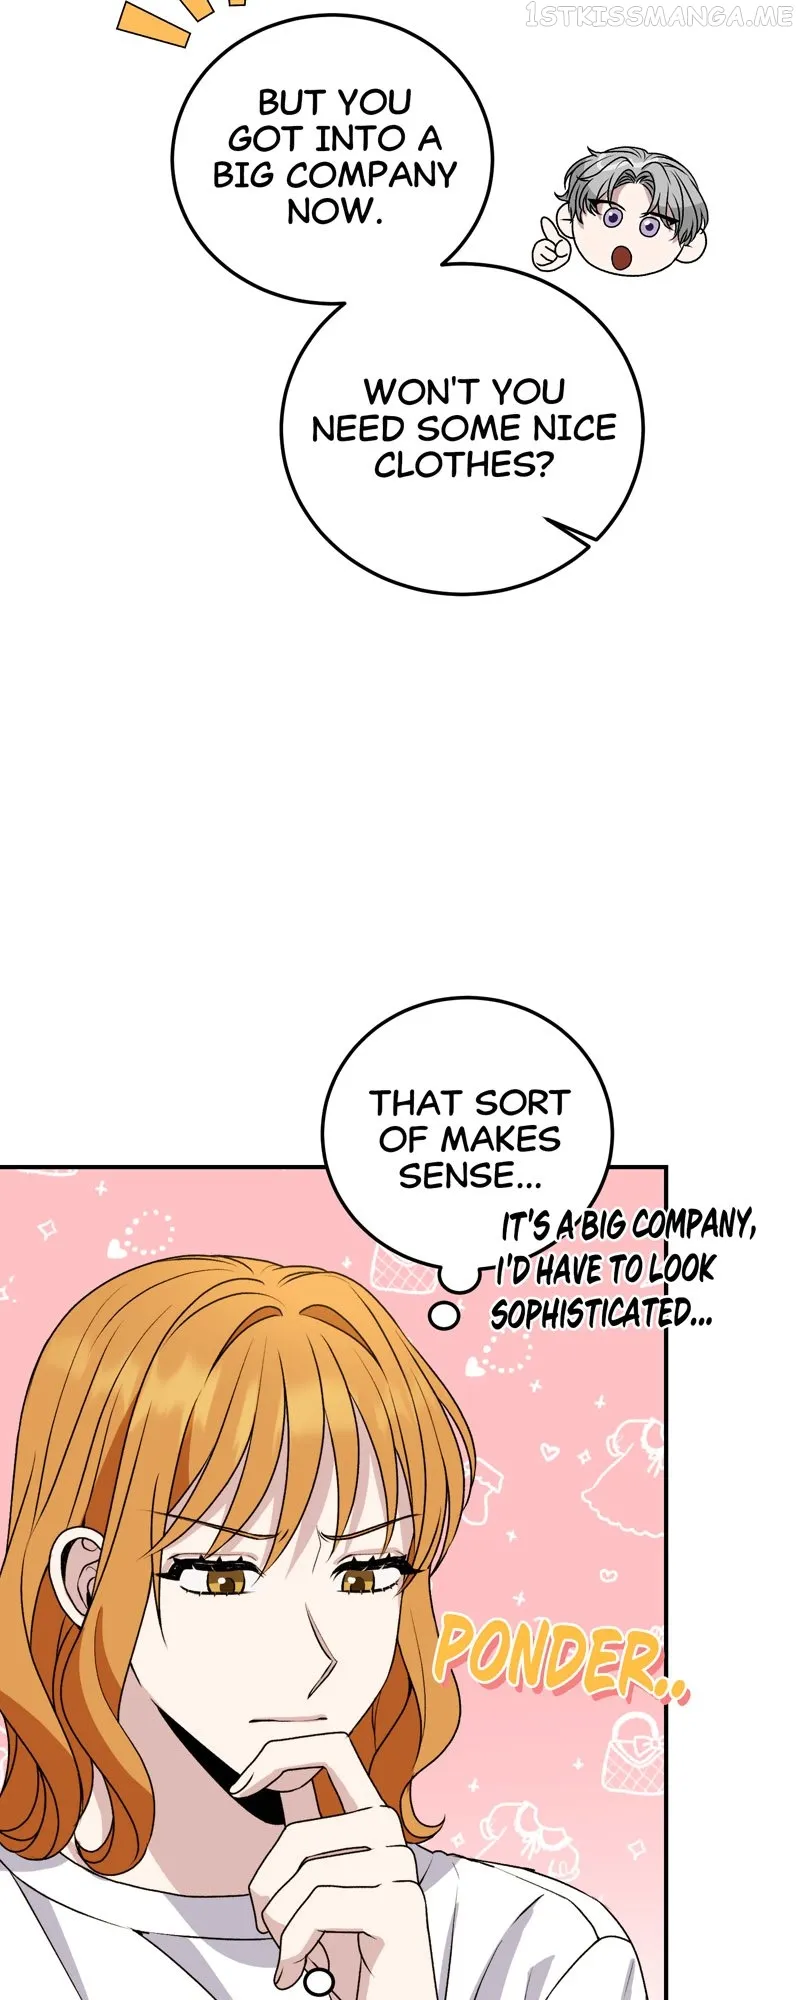 1STKISSMANGA.ME
BUT YOU
GOT INTO A
BIG COMPANY
NOW.
WON'T YOU
NEED SOME NICE
CLOTHES?
THAT SORT
OF MAKES
SENSE...
IT'S A BIG COMPANY,
I'D HAVE TO LOOK
SOPHISTICATED...
PONDER..